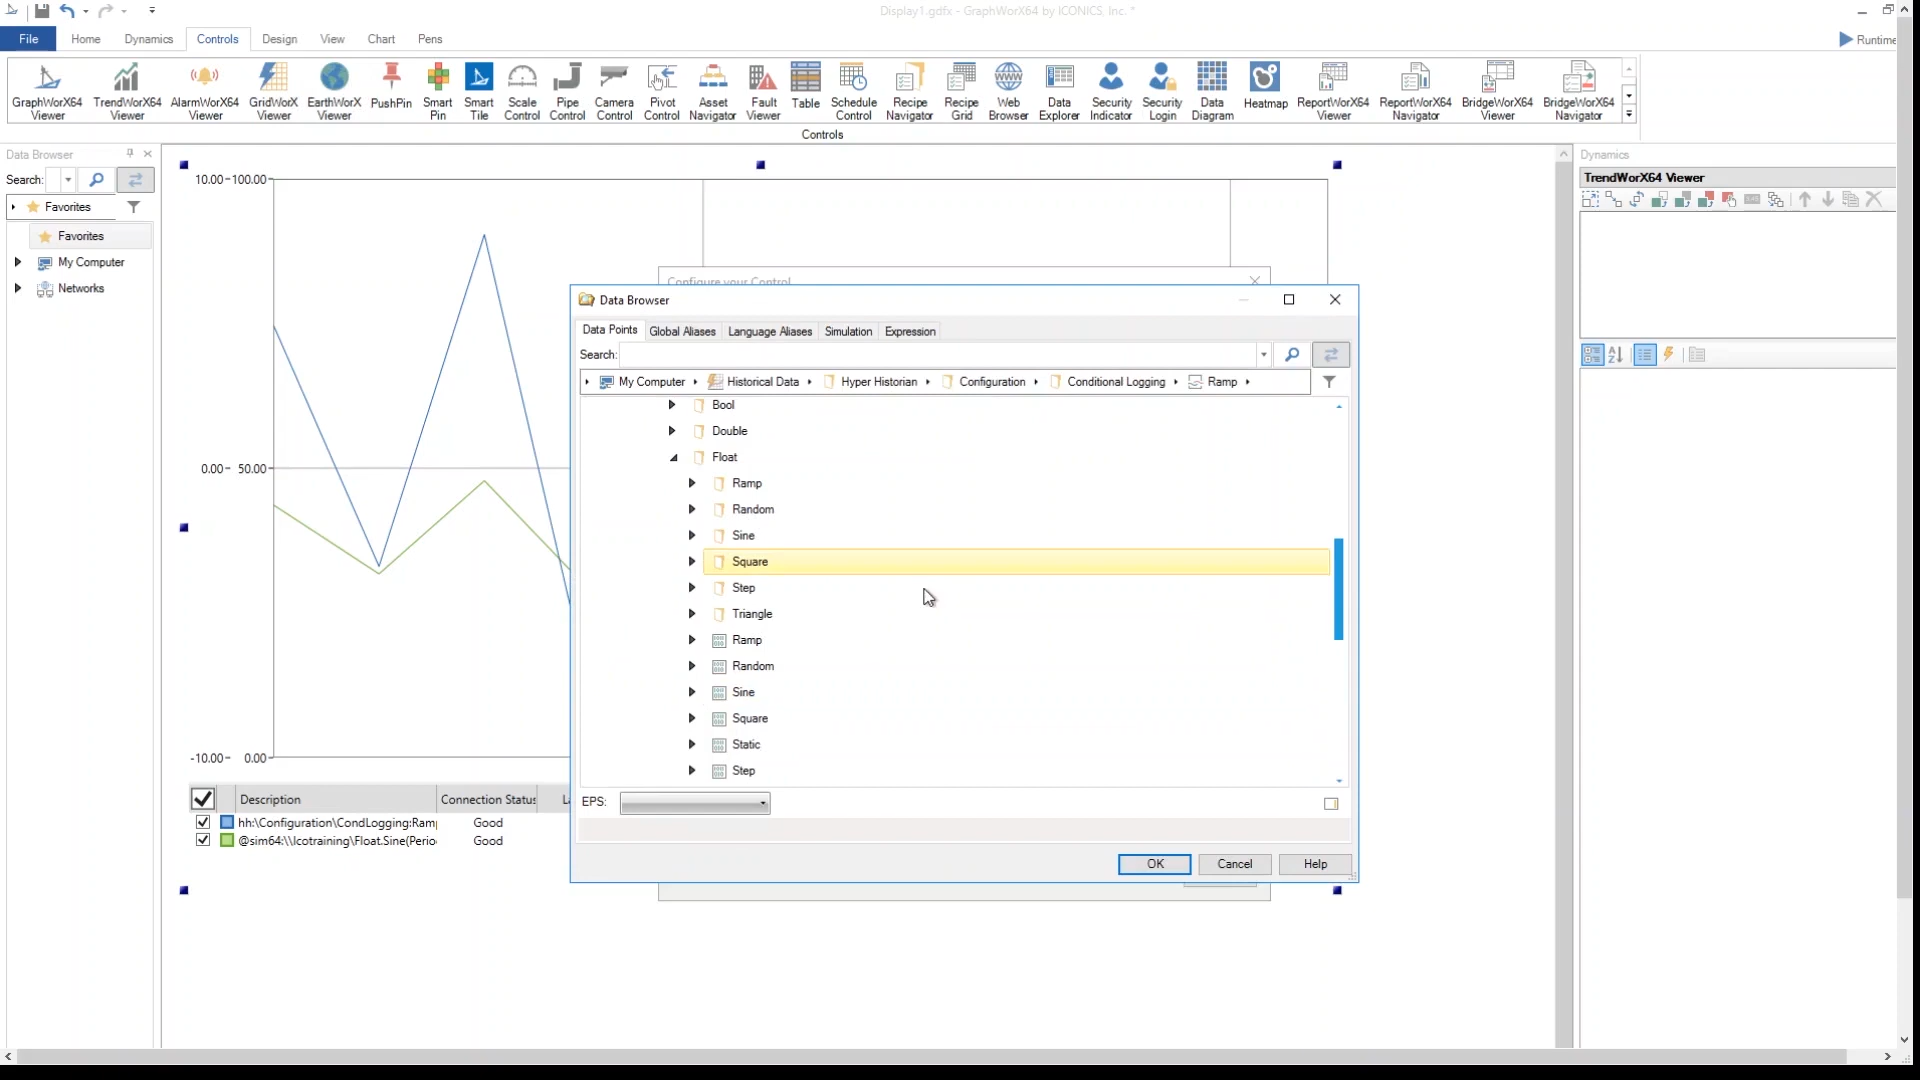 Display1.gdfx - GraphWorX64 by ICONICS, Inc. *
File Home Dynamics Controls Design View Chart Pens Runtime
GraphWorX64 Viewer
TrendWorX64 Viewer
AlarmWorX64 Viewer
GridWorX Viewer
EarthWorX Viewer
PushPin
Smart Pin
Smart Tile
Scale Control
Pipe Control
Camera Control
Pivot Control
Asset Navigator
Fault Viewer
Table
Schedule Control
Recipe Navigator
Recipe Grid
Web Browser
Data Explorer
Security Indicator
Security Login
Data Diagram
Heatmap
ReportWorX64 Viewer
ReportWorX64 Navigator
BridgeWorX64 Viewer
BridgeWorX64 Navigator
Controls
Data Browser
Search:
Favorites
Favorites
My Computer
Networks
10.00 100.00
0.00 50.00
-10.00 0.00
Description Connection Status
hh:\Configuration\CondLogging:Ramp Good
@sim64:\\Icotraining\Float.Sine(Perio Good
Configure your Control
Data Browser
Data Points Global Aliases Language Aliases Simulation Expression
Search:
My Computer Historical Data Hyper Historian Configuration Conditional Logging Ramp
Bool
Double
Float
Ramp
Random
Sine
Square
Step
Triangle
Ramp
Random
Sine
Square
Static
Step
EPS:
OK Cancel Help
Dynamics
TrendWorX64 Viewer